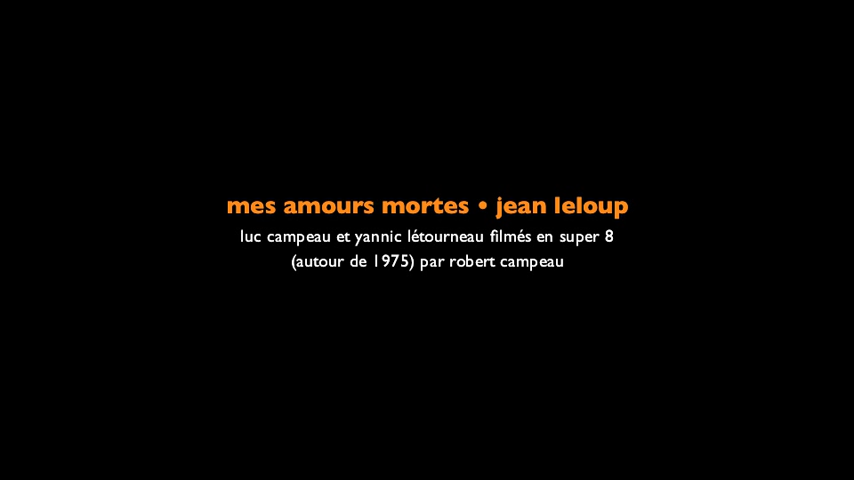 mes amours mortes • jean leloup
luc campeau et yannic létourneau filmés en super 8
(autour de 1975) par robert campeau